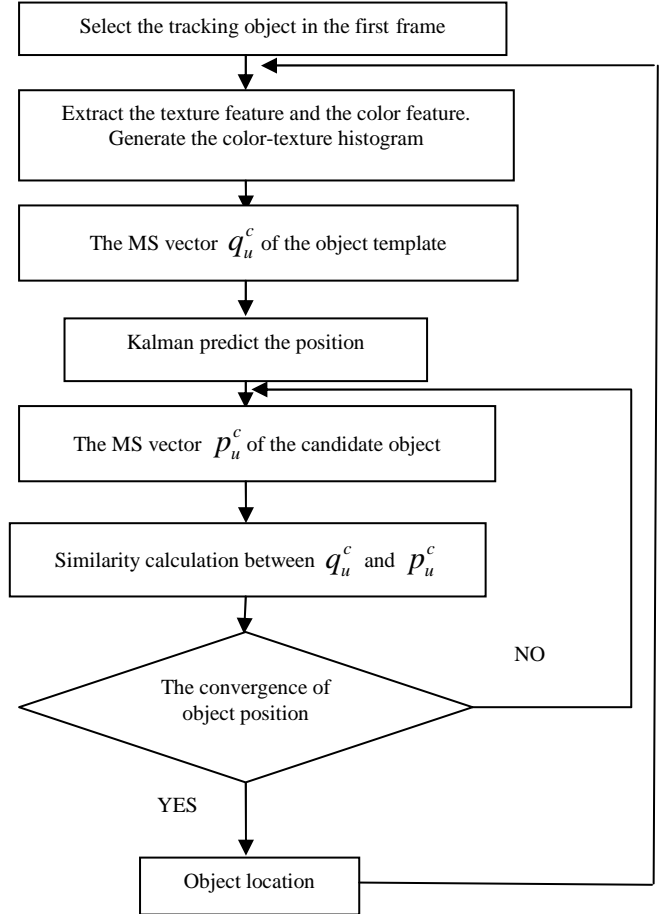 Select the tracking object in the first frame
Extract the texture feature and the color feature.
Generate the color-texture histogram
The MS vector $q_u^c$ of the object template
Kalman predict the position
The MS vector $p_u^c$ of the candidate object
Similarity calculation between $q_u^c$ and $p_u^c$
The convergence of
object position
NO
YES
Object location